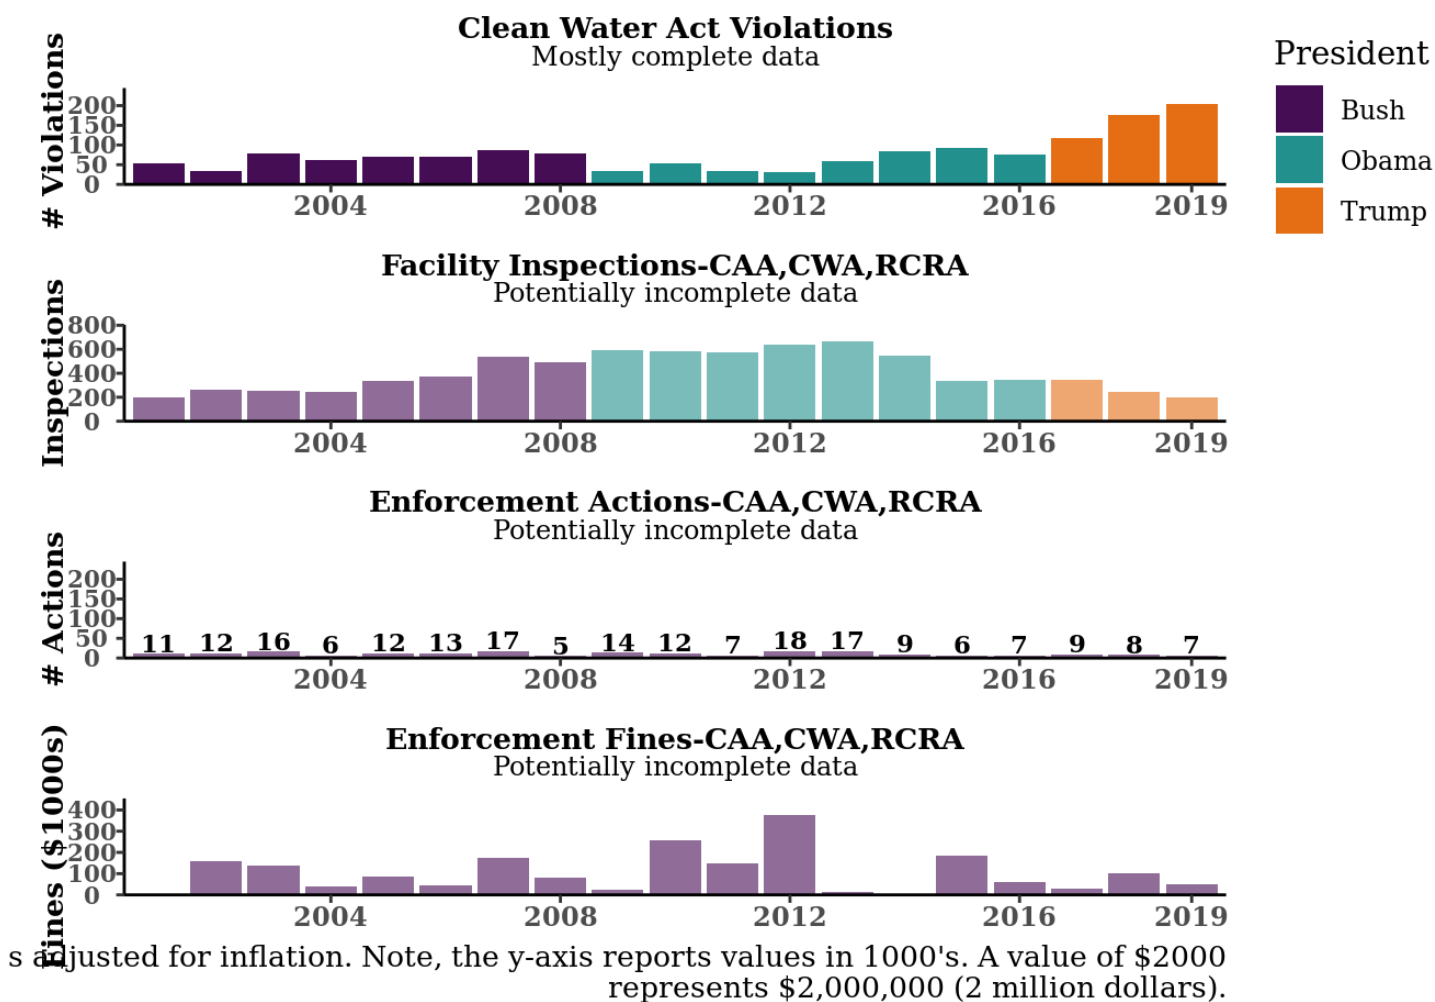 Clean Water Act Violations
Mostly complete data
# Violations
200
150
100
50
0
2004 2008 2012 2016 2019
President
Bush
Obama
Trump
Facility Inspections-CAA,CWA,RCRA
Potentially incomplete data
Inspections
800
600
400
200
0
2004 2008 2012 2016 2019
Enforcement Actions-CAA,CWA,RCRA
Potentially incomplete data
# Actions
200
150
100
50
0
11 12 16 6 12 13 17 5 14 12 7 18 17 9 6 7 9 8 7
2004 2008 2012 2016 2019
Enforcement Fines-CAA,CWA,RCRA
Potentially incomplete data
Fines ($1000s)
400
300
200
100
0
2004 2008 2012 2016 2019
s adjusted for inflation. Note, the y-axis reports values in 1000's. A value of $2000
represents $2,000,000 (2 million dollars).